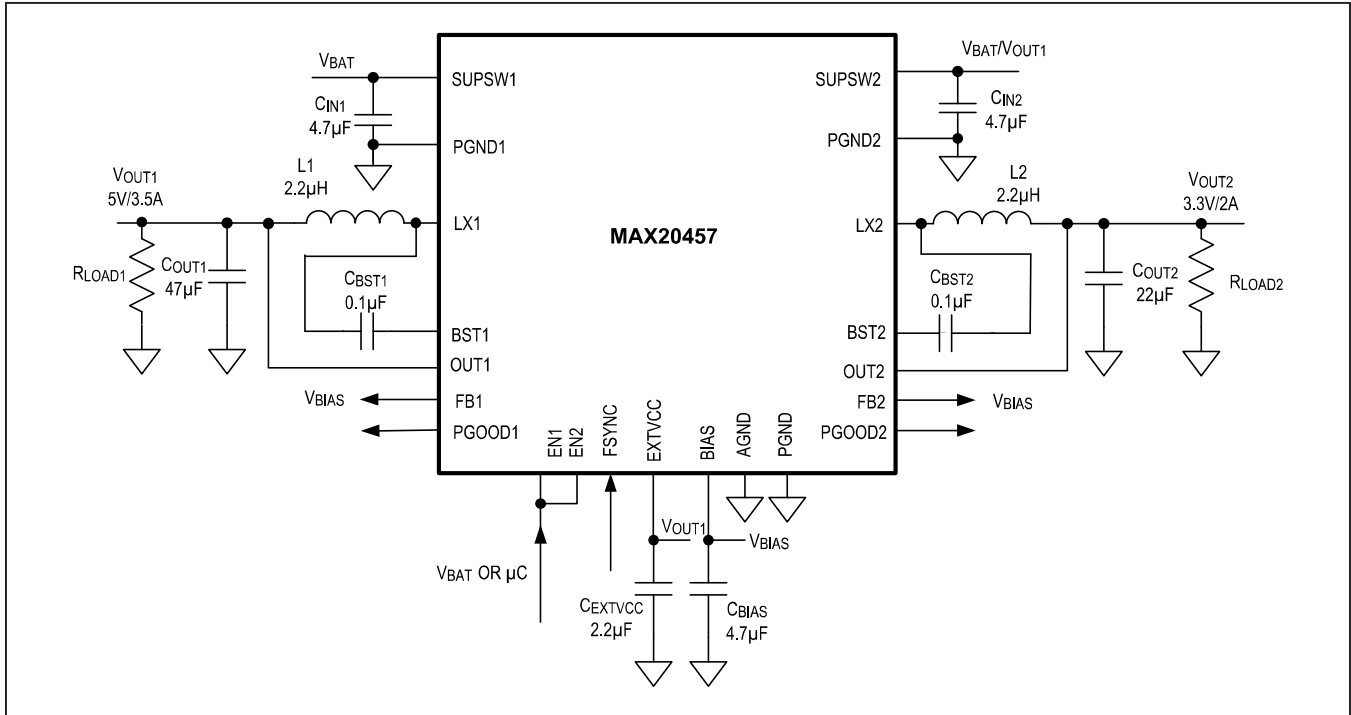 VBAT
SUPSW1
CIN1
4.7µF
PGND1
L1
2.2µH
VOUT1
5V/3.5A
LX1
RLOAD1
COUT1
47µF
CBST1
0.1µF
BST1
OUT1
VBIAS
FB1
PGOOD1
MAX20457
VBAT/VOUT1
SUPSW2
CIN2
4.7µF
PGND2
L2
2.2µH
VOUT2
3.3V/2A
LX2
CBST2
0.1µF
COUT2
22µF
RLOAD2
BST2
OUT2
FB2
VBIAS
PGOOD2
EN1
EN2
FSYNC
EXTVCC
BIAS
AGND
PGND
VOUT1
VBIAS
VBAT OR µC
CEXTVCC
2.2µF
CBIAS
4.7µF